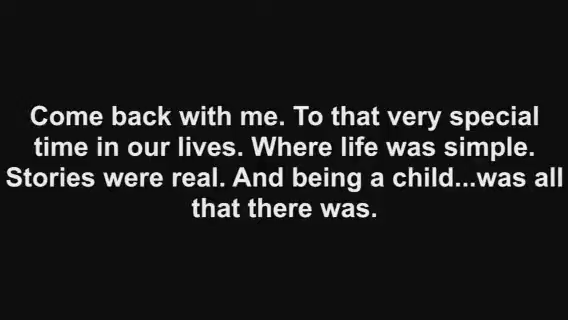 Come back with me. To that very special
time in our lives. Where life was simple.
Stories were real. And being a child...was all
that there was.